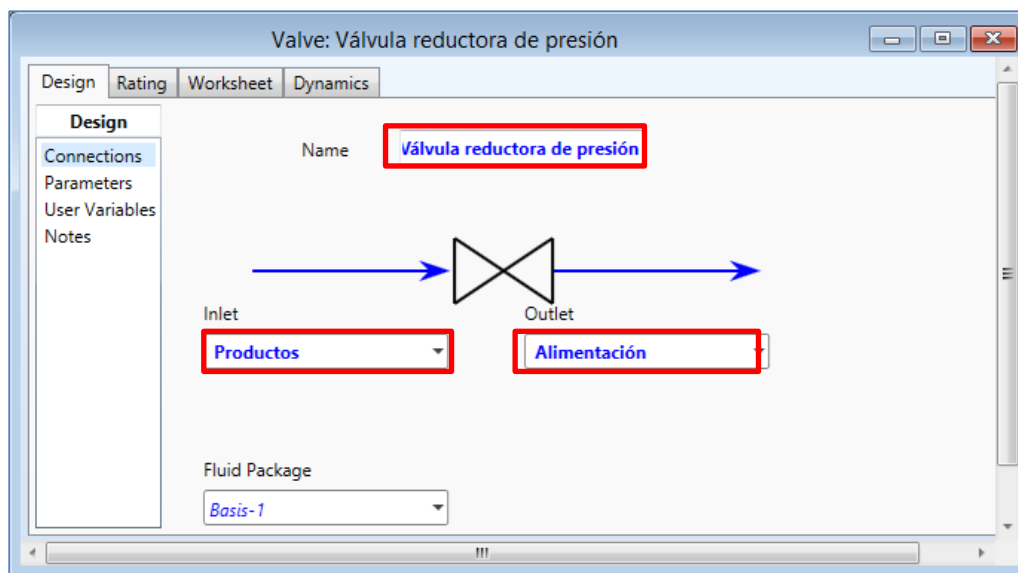 Valve: Válvula reductora de presión
Design Rating Worksheet Dynamics
Design
Connections
Parameters
User Variables
Notes
Name Válvula reductora de presión
Inlet Outlet
Productos Alimentación
Fluid Package
Basis-1